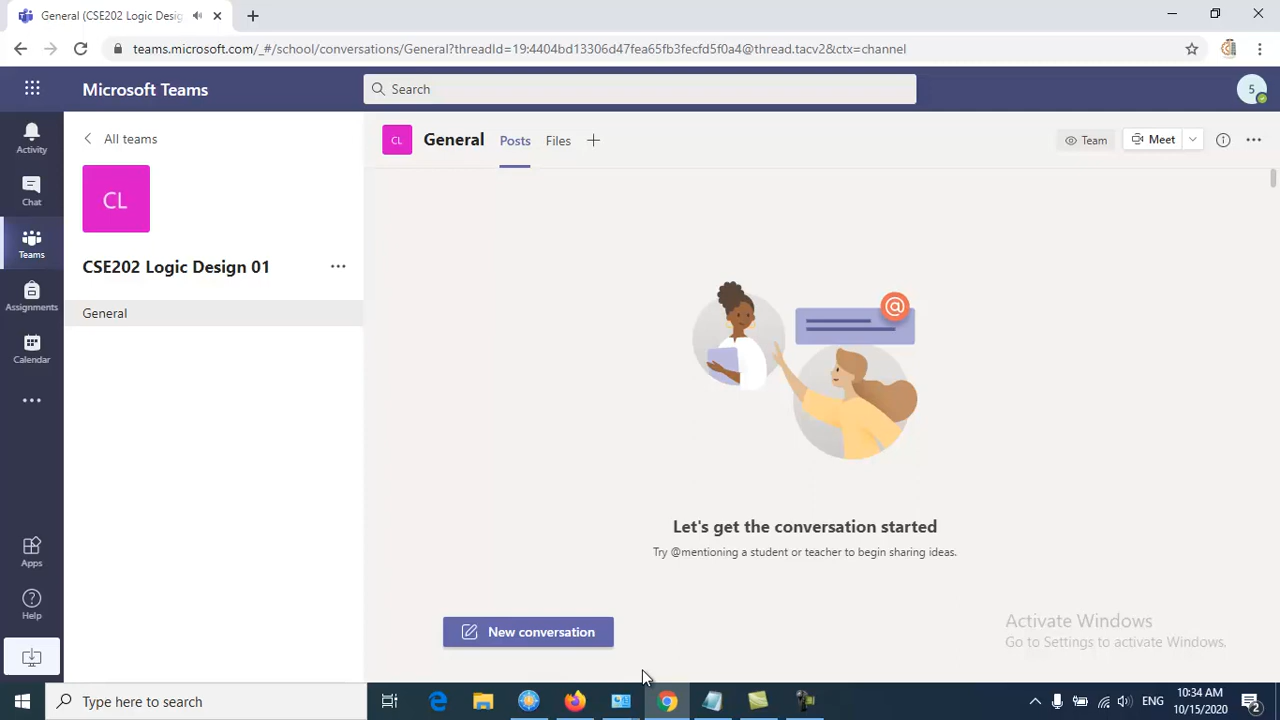 General (CSE202 Logic Desig
teams.microsoft.com/_#/school/conversations/General?threadId=19:4404bd13306d47fea65fb3fecfd5f0a4@thread.tacv2&ctx=channel
Microsoft Teams
Search
5
Activity
Chat
Teams
Assignments
Calendar
Apps
Help
All teams
CL
CSE202 Logic Design 01
General
CL
General
Posts
Files
Team
Meet
@
Let's get the conversation started
Try @mentioning a student or teacher to begin sharing ideas.
New conversation
Activate Windows
Go to Settings to activate Windows.
Type here to search
ENG
10:34 AM
10/15/2020
2